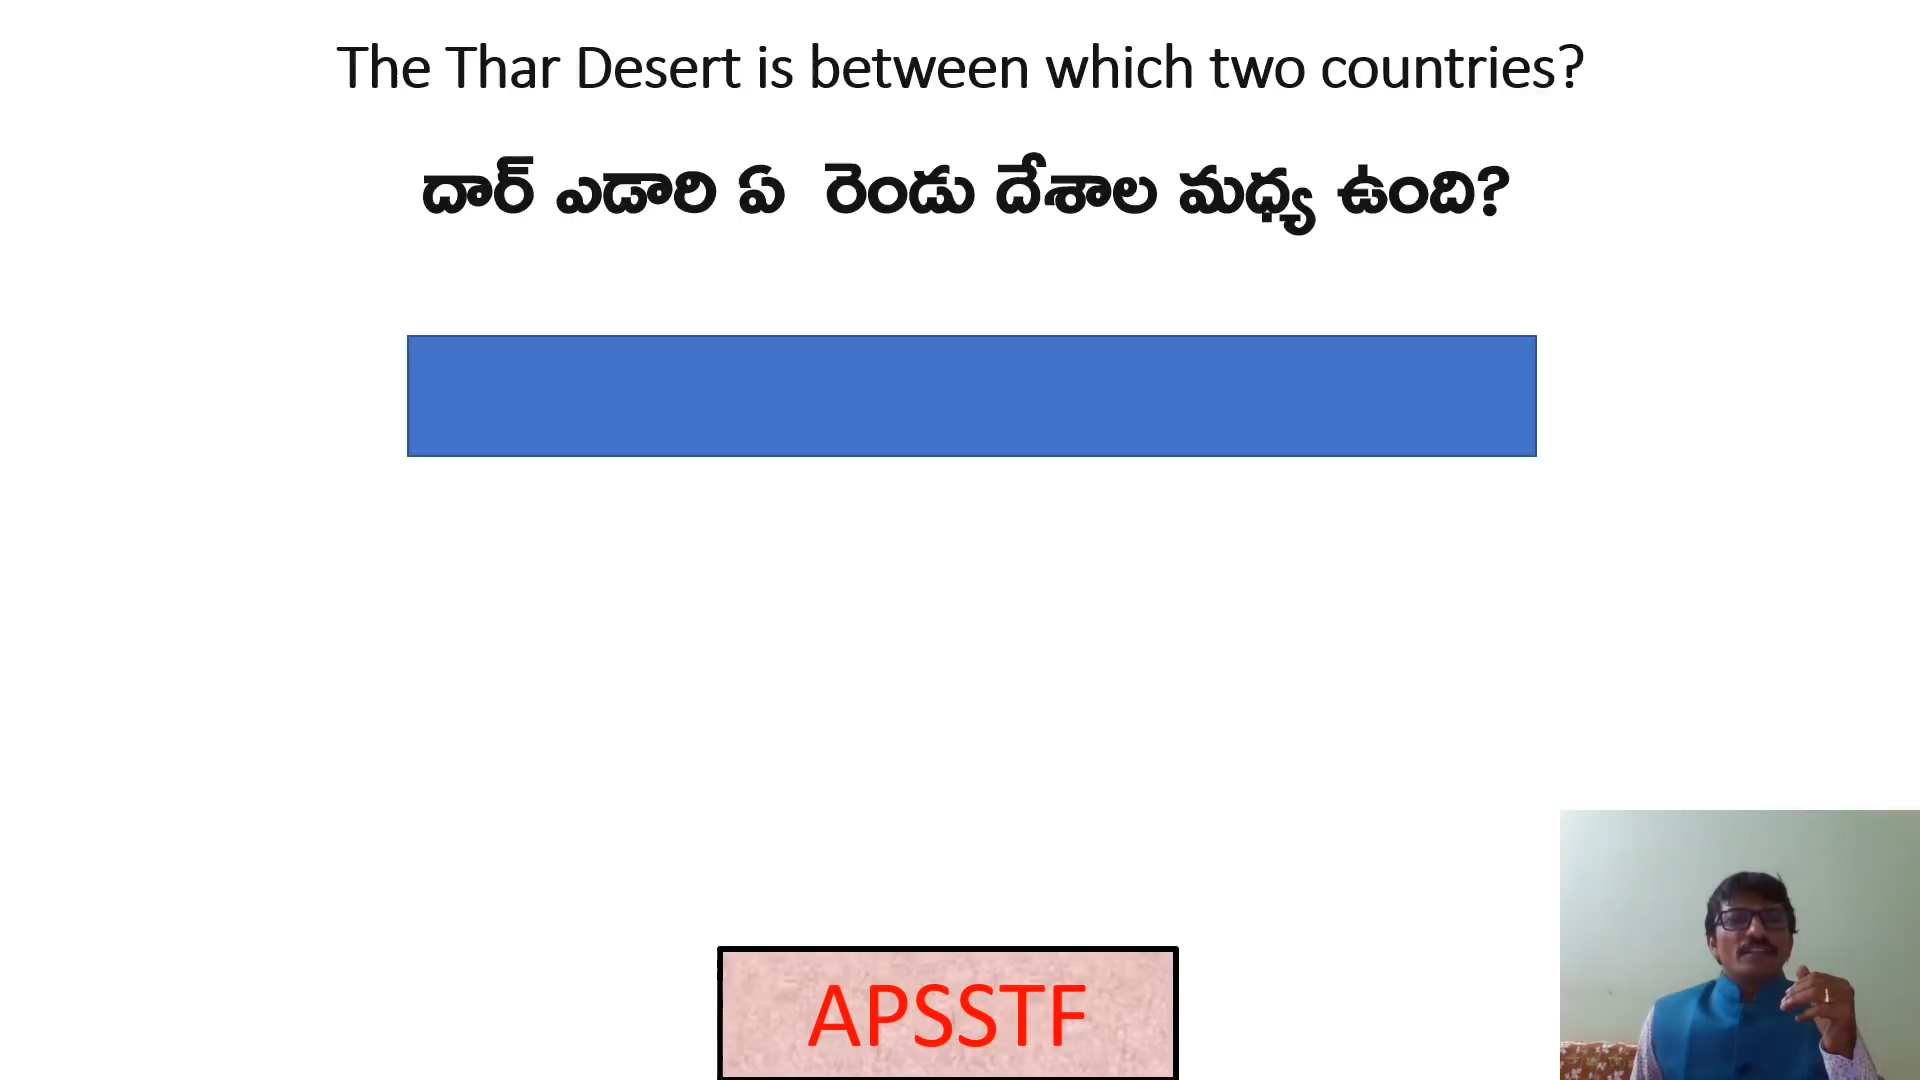 The Thar Desert is between which two countries?
దార్ ఎడారి ఏ రెండు దేశాల మధ్య ఉంది?
APSSTF